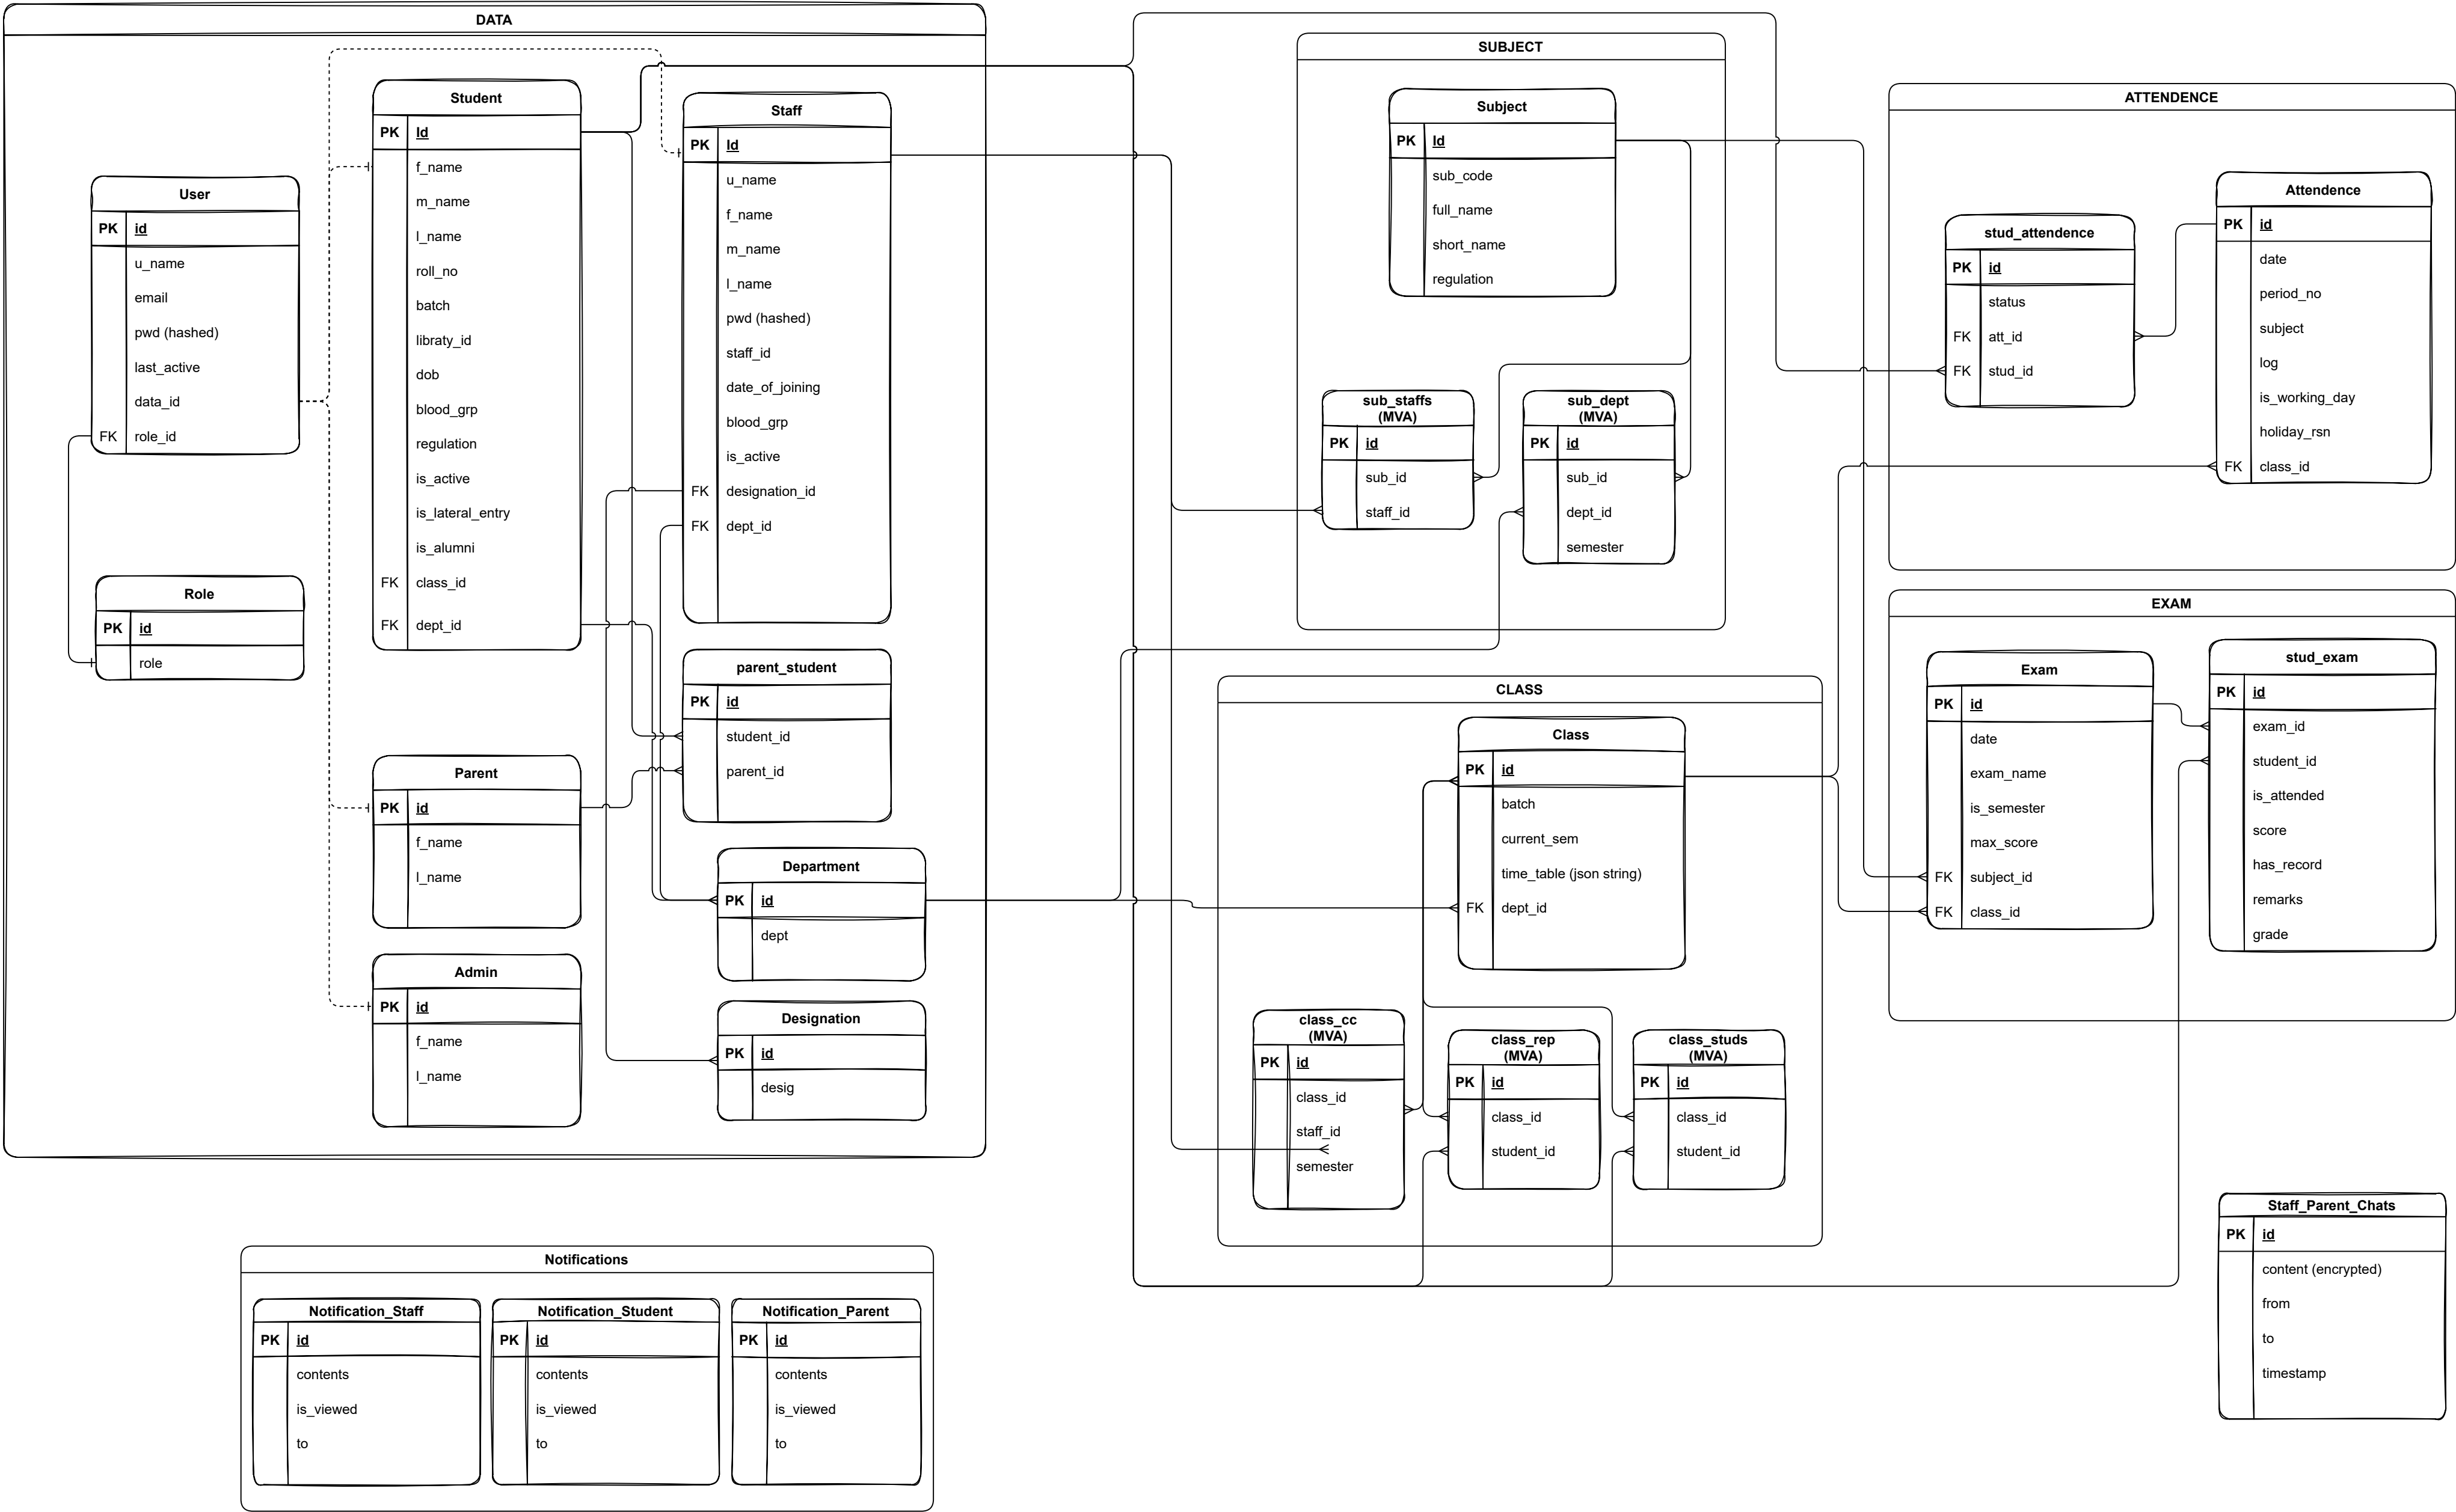 DATA
User
PK id
u_name
email
pwd (hashed)
last_active
data_id
FK role_id
Role
PK id
role
Student
PK Id
f_name
m_name
l_name
roll_no
batch
libraty_id
dob
blood_grp
regulation
is_active
is_lateral_entry
is_alumni
FK class_id
FK dept_id
Parent
PK id
f_name
l_name
Admin
PK id
f_name
l_name
Staff
PK Id
u_name
f_name
m_name
l_name
pwd (hashed)
staff_id
date_of_joining
blood_grp
is_active
FK designation_id
FK dept_id
parent_student
PK id
student_id
parent_id
Department
PK id
dept
Designation
PK id
desig
SUBJECT
Subject
PK Id
sub_code
full_name
short_name
regulation
sub_staffs
(MVA)
PK id
sub_id
staff_id
sub_dept
(MVA)
PK id
sub_id
dept_id
semester
CLASS
Class
PK id
batch
current_sem
time_table (json string)
FK dept_id
class_cc
(MVA)
PK id
class_id
staff_id
semester
class_rep
(MVA)
PK id
class_id
student_id
class_studs
(MVA)
PK id
class_id
student_id
ATTENDENCE
stud_attendence
PK id
status
FK att_id
FK stud_id
Attendence
PK id
date
period_no
subject
log
is_working_day
holiday_rsn
FK class_id
EXAM
Exam
PK id
date
exam_name
is_semester
max_score
FK subject_id
FK class_id
stud_exam
PK id
exam_id
student_id
is_attended
score
has_record
remarks
grade
Staff_Parent_Chats
PK id
content (encrypted)
from
to
timestamp
Notifications
Notification_Staff
PK id
contents
is_viewed
to
Notification_Student
PK id
contents
is_viewed
to
Notification_Parent
PK id
contents
is_viewed
to